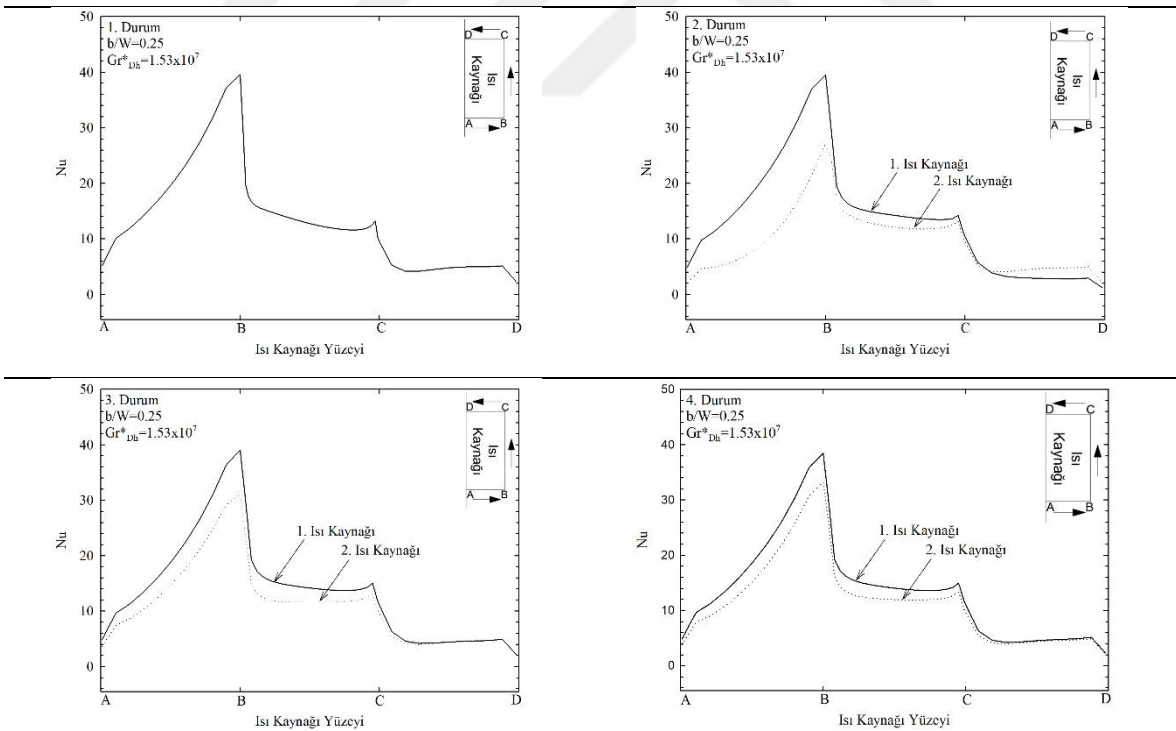 1. Durum
b/W=0.25
Gr*Dh=1.53x10⁷
50
40
30
20
10
0
Nu
A
B
C
D
Isı Kaynağı Yüzeyi
D
C
Isı
Kaynağı
A
B
2. Durum
b/W=0.25
Gr*Dh=1.53x10⁷
50
40
30
20
10
0
Nu
1. Isı Kaynağı
2. Isı Kaynağı
A
B
C
D
Isı Kaynağı Yüzeyi
D
C
Isı
Kaynağı
A
B
3. Durum
b/W=0.25
Gr*Dh=1.53x10⁷
50
40
30
20
10
0
Nu
1. Isı Kaynağı
2. Isı Kaynağı
A
B
C
D
Isı Kaynağı Yüzeyi
D
C
Isı
Kaynağı
A
B
4. Durum
b/W=0.25
Gr*Dh=1.53x10⁷
50
40
30
20
10
0
Nu
1. Isı Kaynağı
2. Isı Kaynağı
A
B
C
D
Isı Kaynağı Yüzeyi
D
C
Isı
Kaynağı
A
B